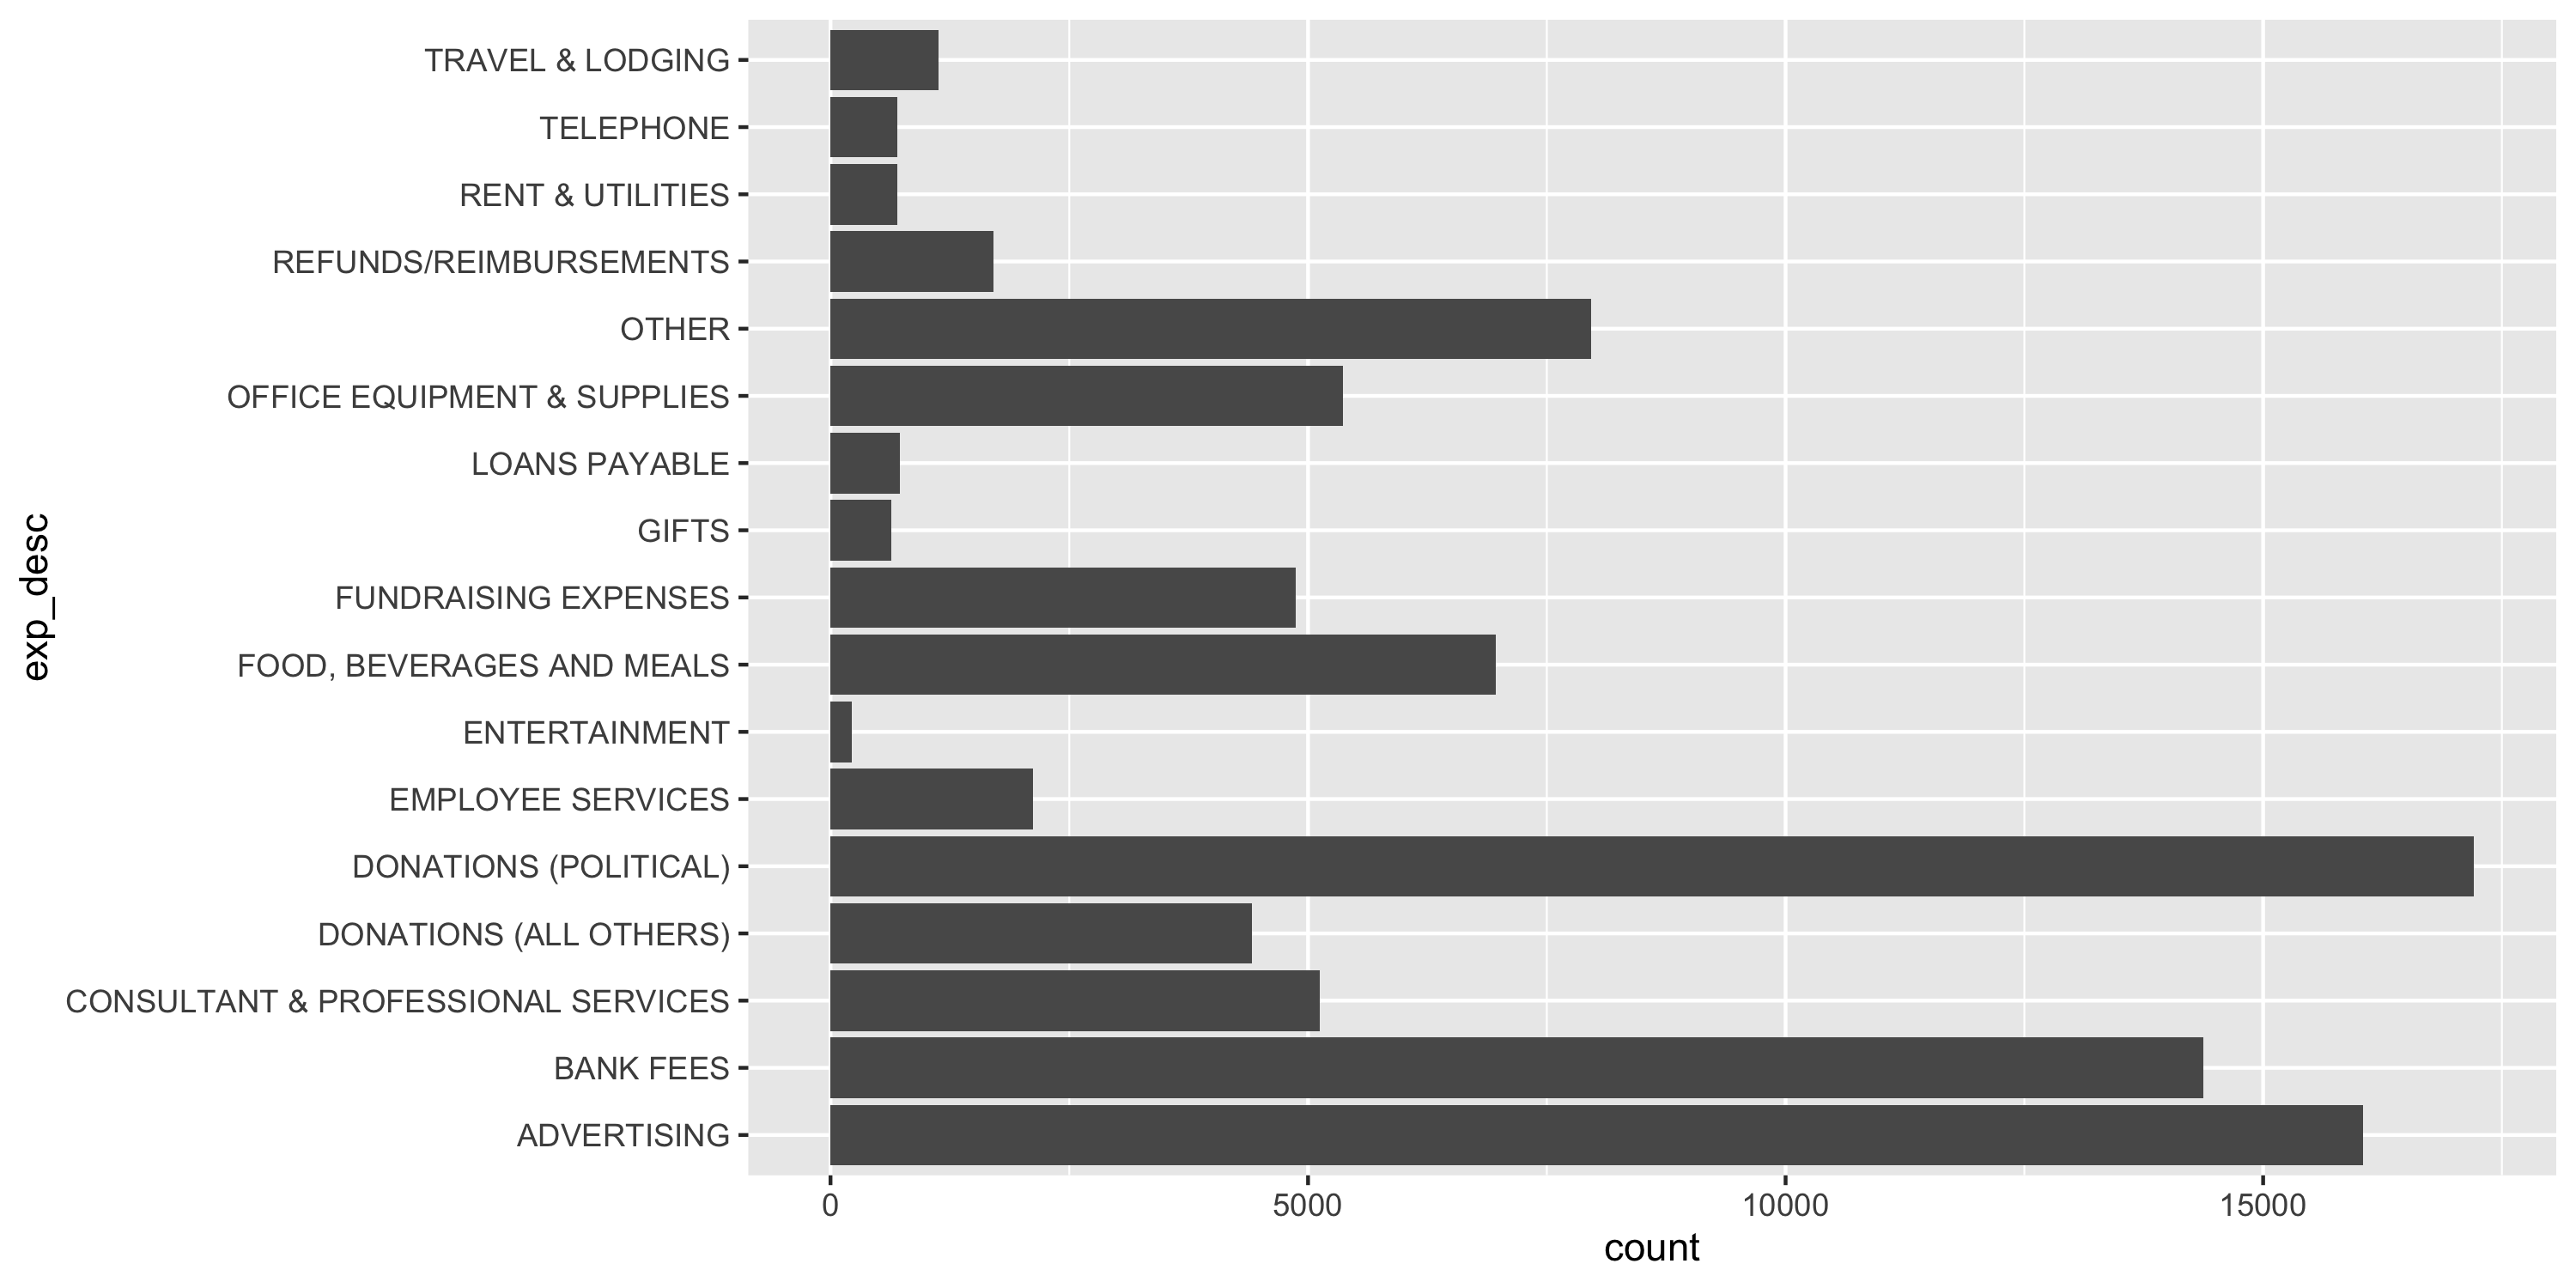 exp_desc
TRAVEL & LODGING
TELEPHONE
RENT & UTILITIES
REFUNDS/REIMBURSEMENTS
OTHER
OFFICE EQUIPMENT & SUPPLIES
LOANS PAYABLE
GIFTS
FUNDRAISING EXPENSES
FOOD, BEVERAGES AND MEALS
ENTERTAINMENT
EMPLOYEE SERVICES
DONATIONS (POLITICAL)
DONATIONS (ALL OTHERS)
CONSULTANT & PROFESSIONAL SERVICES
BANK FEES
ADVERTISING
0 5000 10000 15000
count